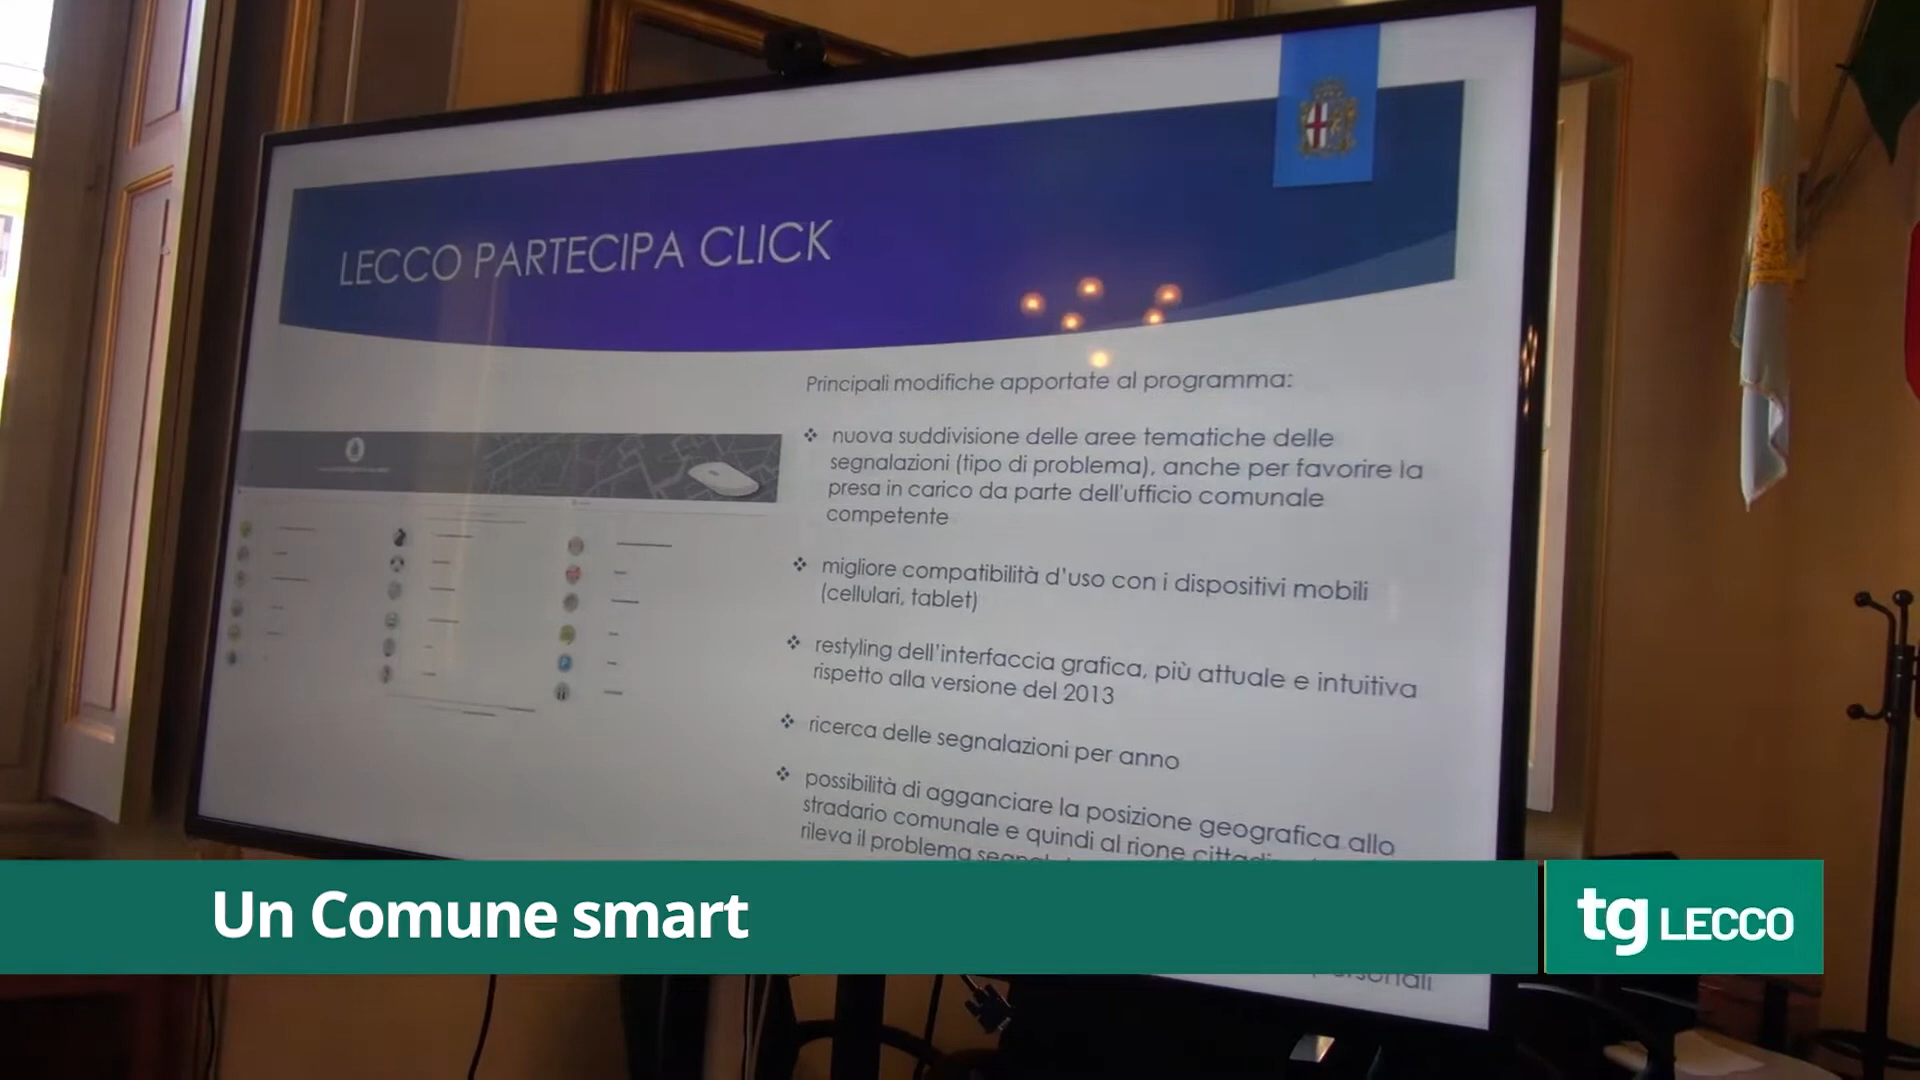 LECCO PARTECIPA CLICK
Principali modifiche apportate al programma:
❖ nuova suddivisione delle aree tematiche delle
segnalazioni (tipo di problema), anche per favorire la
presa in carico da parte dell'ufficio comunale
competente
❖ migliore compatibilità d'uso con i dispositivi mobili
(cellulari, tablet)
❖ restyling dell'interfaccia grafica, più attuale e intuitiva
rispetto alla versione del 2013
❖ ricerca delle segnalazioni per anno
❖ possibilità di agganciare la posizione geografica allo
stradario comunale e quindi al rione
rileva il problema
P
Un Comune smart
tg LECCO
personali